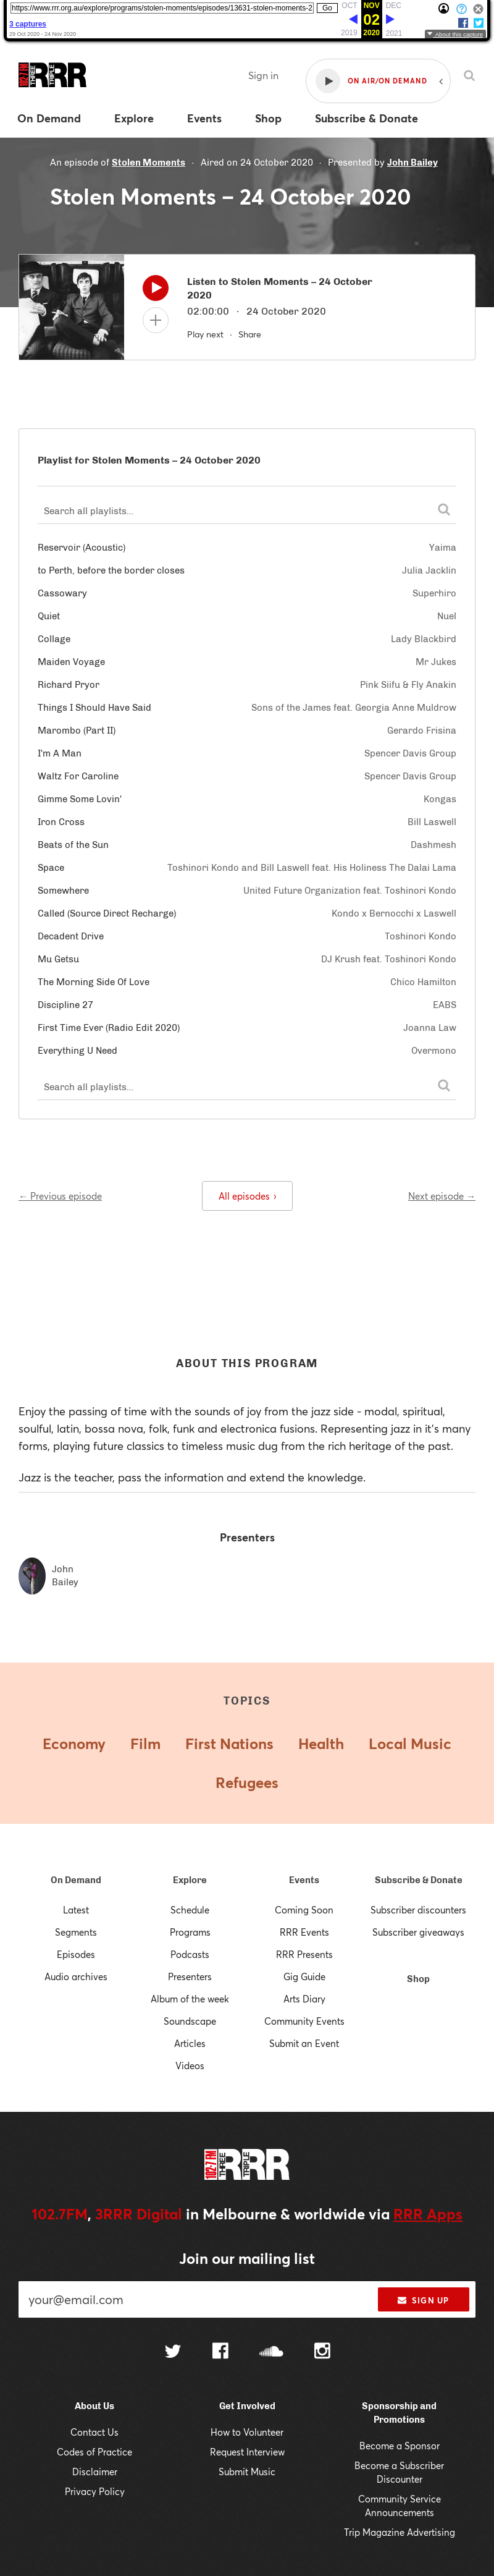 https://www.rrr.org.au/explore/programs/stolen-moments/episodes/13631-stolen-moments-2 Go
OCT NOV DEC
3 captures
02
29 Oct 2020 - 24 Nov 2020
2019 2020 2021
About this capture
102.7 FM THREE TRIPLE RRR
Sign in
ON AIR/ON DEMAND
On Demand Explore Events Shop Subscribe & Donate
An episode of Stolen Moments · Aired on 24 October 2020 · Presented by John Bailey
Stolen Moments – 24 October 2020
Listen to Stolen Moments – 24 October
2020
02:00:00 · 24 October 2020
Play next · Share
Playlist for Stolen Moments – 24 October 2020
Search all playlists...
Reservoir (Acoustic) Yaima
to Perth, before the border closes Julia Jacklin
Cassowary Superhiro
Quiet Nuel
Collage Lady Blackbird
Maiden Voyage Mr Jukes
Richard Pryor Pink Siifu & Fly Anakin
Things I Should Have Said Sons of the James feat. Georgia Anne Muldrow
Marombo (Part II) Gerardo Frisina
I'm A Man Spencer Davis Group
Waltz For Caroline Spencer Davis Group
Gimme Some Lovin' Kongas
Iron Cross Bill Laswell
Beats of the Sun Dashmesh
Space Toshinori Kondo and Bill Laswell feat. His Holiness The Dalai Lama
Somewhere United Future Organization feat. Toshinori Kondo
Called (Source Direct Recharge) Kondo x Bernocchi x Laswell
Decadent Drive Toshinori Kondo
Mu Getsu DJ Krush feat. Toshinori Kondo
The Morning Side Of Love Chico Hamilton
Discipline 27 EABS
First Time Ever (Radio Edit 2020) Joanna Law
Everything U Need Overmono
Search all playlists...
← Previous episode All episodes › Next episode →
ABOUT THIS PROGRAM
Enjoy the passing of time with the sounds of joy from the jazz side - modal, spiritual,
soulful, latin, bossa nova, folk, funk and electronica fusions. Representing jazz in it's many
forms, playing future classics to timeless music dug from the rich heritage of the past.
Jazz is the teacher, pass the information and extend the knowledge.
Presenters
John
Bailey
TOPICS
Economy Film First Nations Health Local Music
Refugees
On Demand
Latest
Segments
Episodes
Audio archives
Explore
Schedule
Programs
Podcasts
Presenters
Album of the week
Soundscape
Articles
Videos
Events
Coming Soon
RRR Events
RRR Presents
Gig Guide
Arts Diary
Community Events
Submit an Event
Subscribe & Donate
Subscriber discounters
Subscriber giveaways
Shop
102.7 FM THREE TRIPLE RRR
102.7FM, 3RRR Digital in Melbourne & worldwide via RRR Apps
Join our mailing list
your@email.com SIGN UP
About Us
Contact Us
Codes of Practice
Disclaimer
Privacy Policy
Get Involved
How to Volunteer
Request Interview
Submit Music
Sponsorship and
Promotions
Become a Sponsor
Become a Subscriber
Discounter
Community Service
Announcements
Trip Magazine Advertising